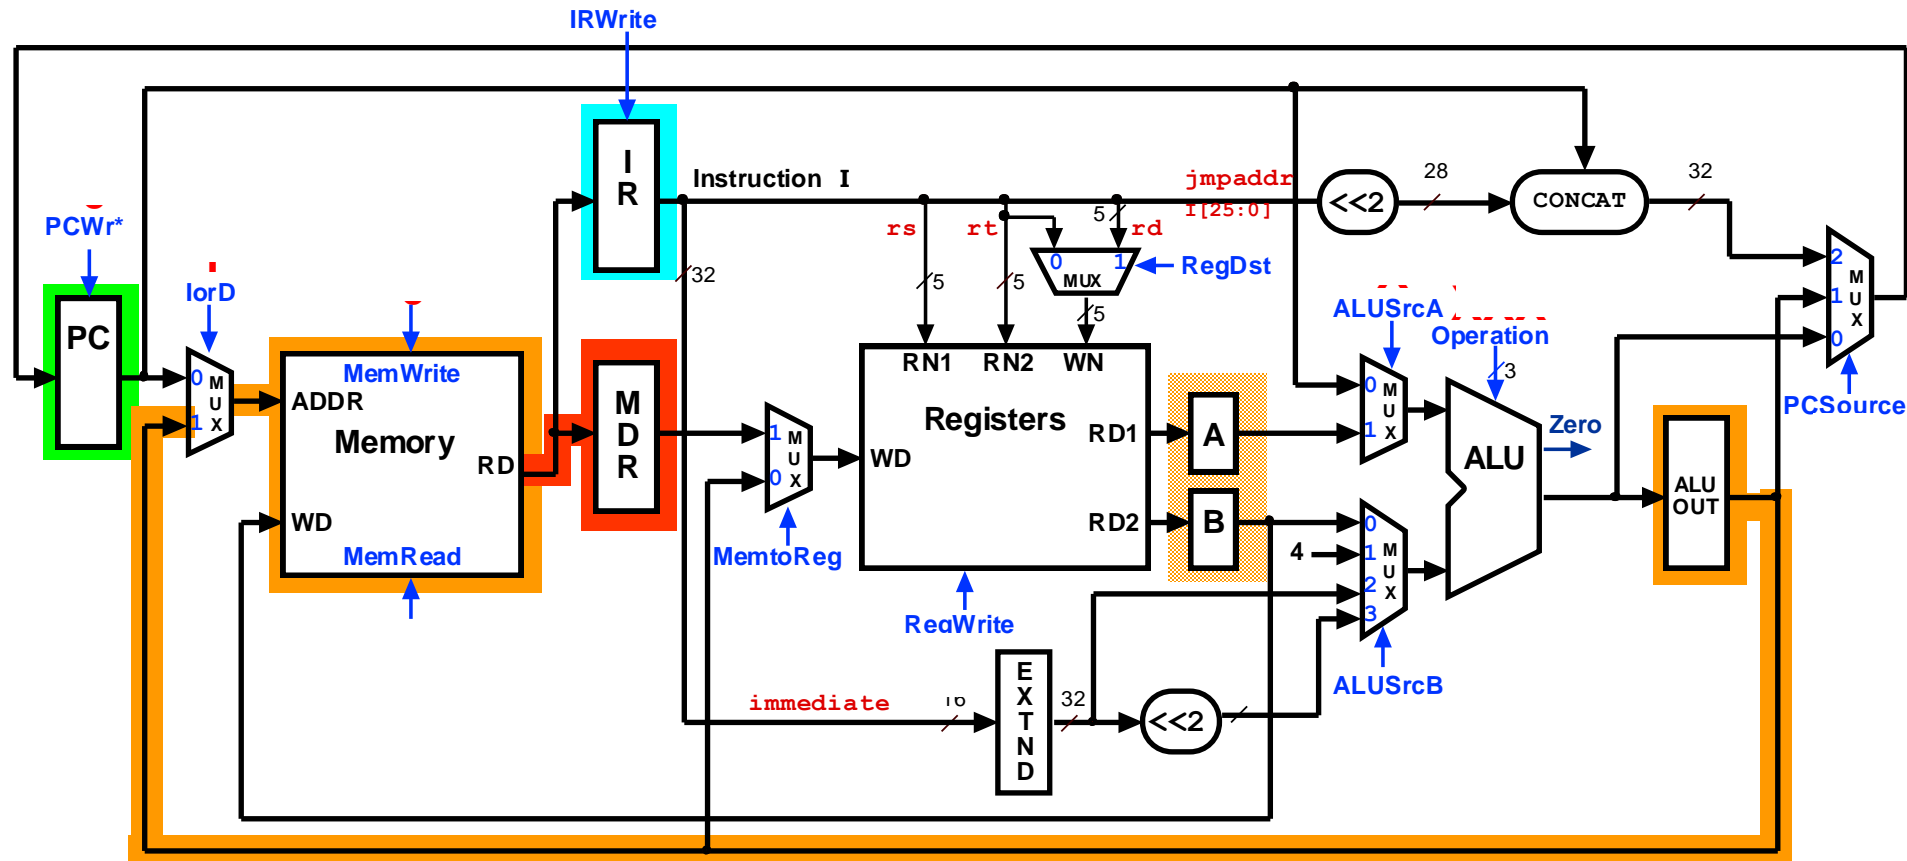 IRWrite
I
R
Instruction I
jmpaddr
I[25:0]
28
32
<<2
CONCAT
PCWr*
IorD
PC
rs
rt
5
rd
0
1
MUX
RegDst
32
5
5
5
2
1
0
M
U
X
PCSource
ALUSrcA
Operation
3
0
1
M
U
X
MemWrite
ADDR
Memory
RD
WD
MemRead
M
D
R
0
1
M
U
X
1
0
M
U
X
MemtoReg
RN1
RN2
WN
Registers
RD1
WD
RD2
RegWrite
A
B
0
1
M
U
X
ALU
Zero
ALU
OUT
4
0
1
2
3
M
U
X
ALUSrcB
immediate
16
E
X
T
N
D
32
<<2